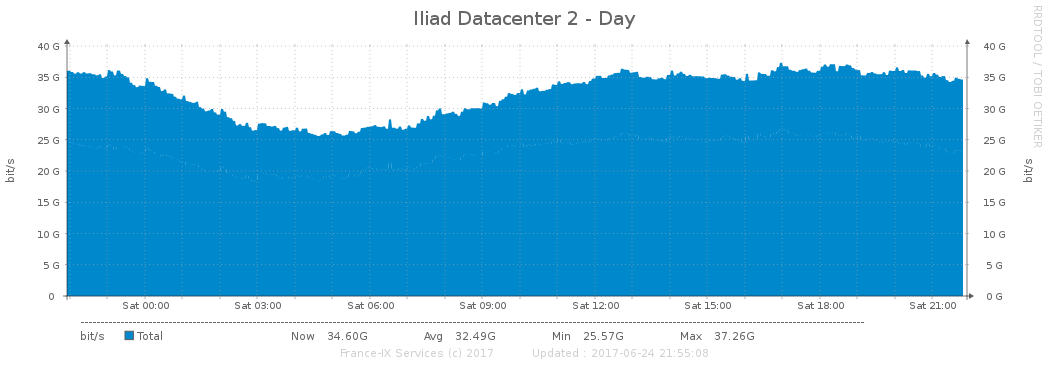 Iliad Datacenter 2 - Day
RRDTOOL / TOBI OETIKER
40 G 40 G
35 G 35 G
30 G 30 G
25 G 25 G
20 G 20 G
15 G 15 G
10 G 10 G
5 G 5 G
0 0 G
bit/s bit/s
Sat 00:00 Sat 03:00 Sat 06:00 Sat 09:00 Sat 12:00 Sat 15:00 Sat 18:00 Sat 21:00
bit/s Total Now 34.60G Avg 32.49G Min 25.57G Max 37.26G
France-IX Services (c) 2017 Updated : 2017-06-24 21:55:08